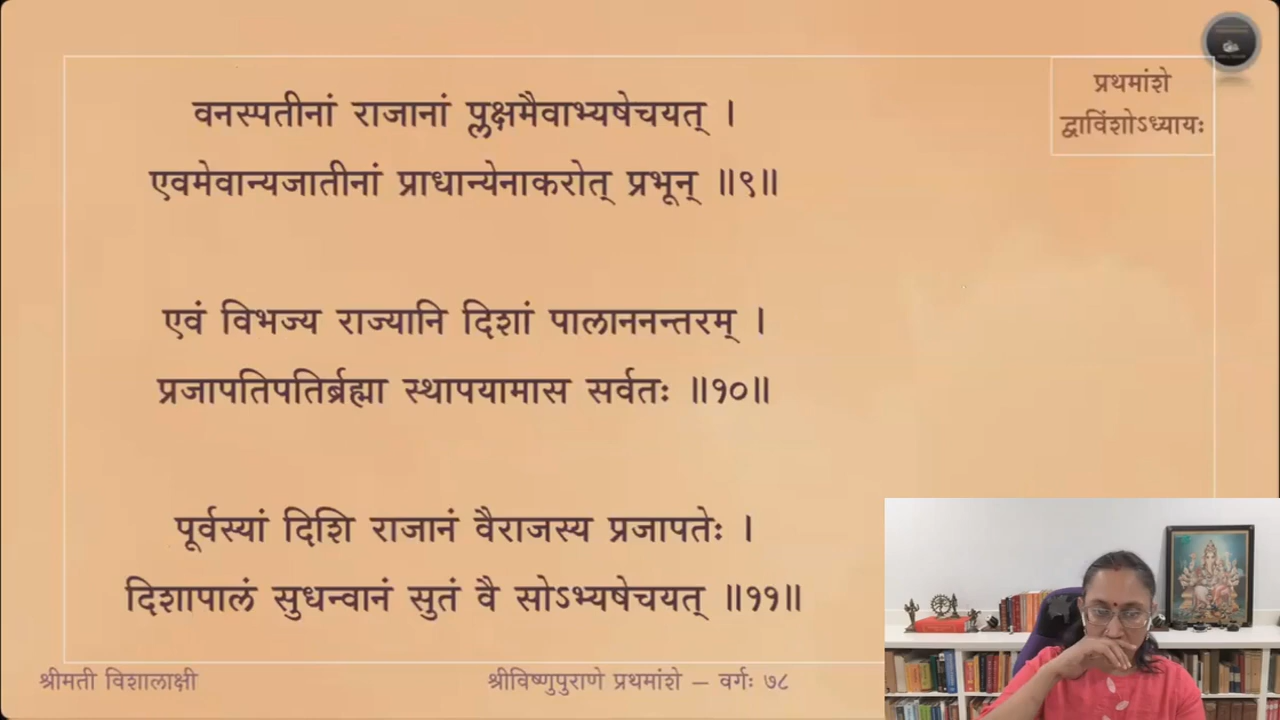 प्रथमांशे
द्वाविंशोऽध्यायः
वनस्पतीनां राजानां प्लक्षमैवाभ्यषेचयत् ।
एवमेवान्यजातीनां प्राधान्येनाकरोत् प्रभून् ॥९॥
एवं विभज्य राज्यानि दिशां पालाननन्तरम् ।
प्रजापतिपतिर्ब्रह्मा स्थापयामास सर्वतः ॥१०॥
पूर्वस्यां दिशि राजानं वैराजस्य प्रजापतेः ।
दिशापालं सुधन्वानं सुतं वै सोऽभ्यषेचयत् ॥११॥
श्रीमती विशालाक्षी
श्रीविष्णुपुराणे प्रथमांशे – वर्गः ७८